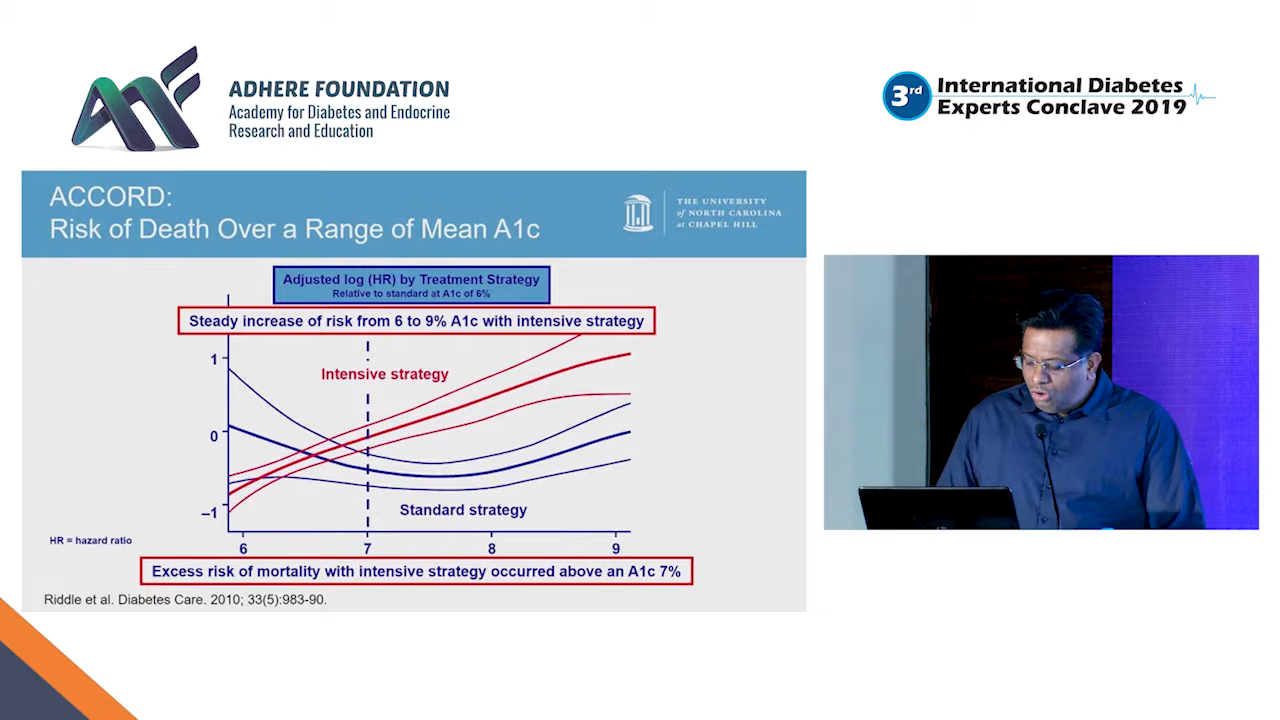 ADHERE FOUNDATION
Academy for Diabetes and Endocrine
Research and Education
3rd
International Diabetes
Experts Conclave 2019
ACCORD:
Risk of Death Over a Range of Mean A1c
THE UNIVERSITY
of NORTH CAROLINA
at CHAPEL HILL
Adjusted log (HR) by Treatment Strategy
Relative to standard at A1c of 6%
Steady increase of risk from 6 to 9% A1c with intensive strategy
1
Intensive strategy
0
Standard strategy
–1
HR = hazard ratio
6 7 8 9
Excess risk of mortality with intensive strategy occurred above an A1c 7%
Riddle et al. Diabetes Care. 2010; 33(5):983-90.